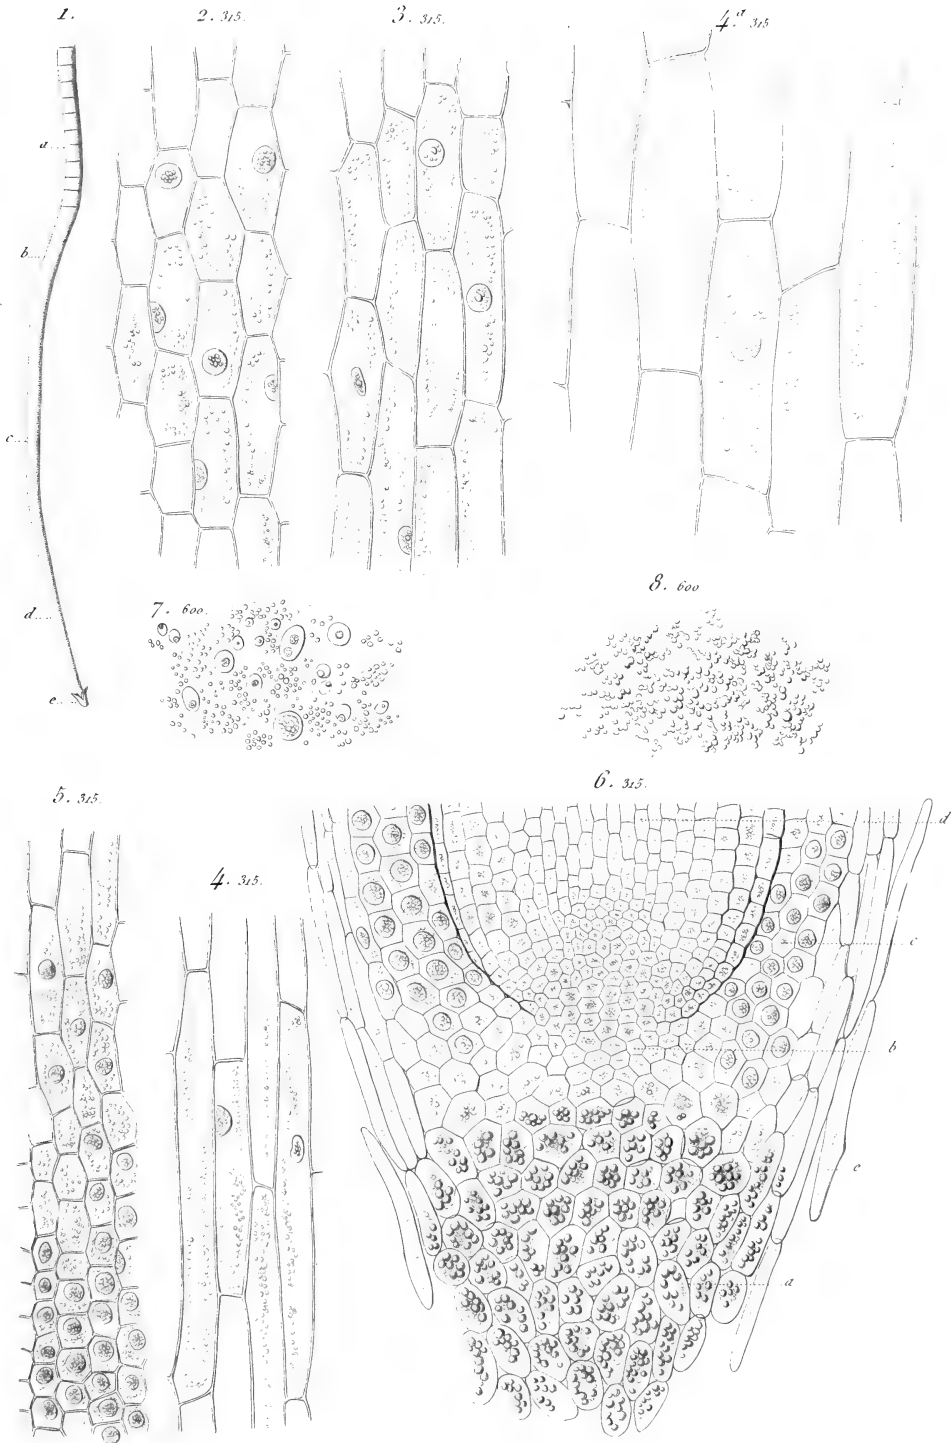 1.
2. 315.
3. 315.
4.a 315
a....
b....
c...
d....
e....
7. 600.
8. 600
5. 315.
6. 315.
4. 315.
d
c
b
e
a